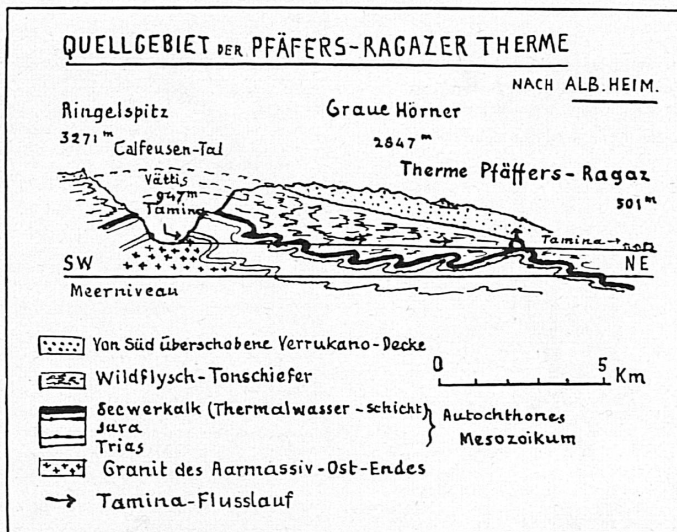 QUELLGEBIET DER PFÄFERS-RAGAZER THERME
NACH ALB. HEIM.
Ringelspitz
3271 m
Calfeusen-Tal
Graue Hörner
2847 m
Therme Pfäffers-Ragaz
501 m
Vättis
947 m
Tamina
Tamina →
SW
NE
Meerniveau
Von Süd überschobene Verrukano-Decke
Wildflysch-Tonschiefer
Seewerkalk (Thermalwasser-schicht)
Jura
Trias
Autochthones
Mesozoikum
Granit des Aarmassiv-Ost-Endes
→ Tamina-Flusslauf
0 5 Km